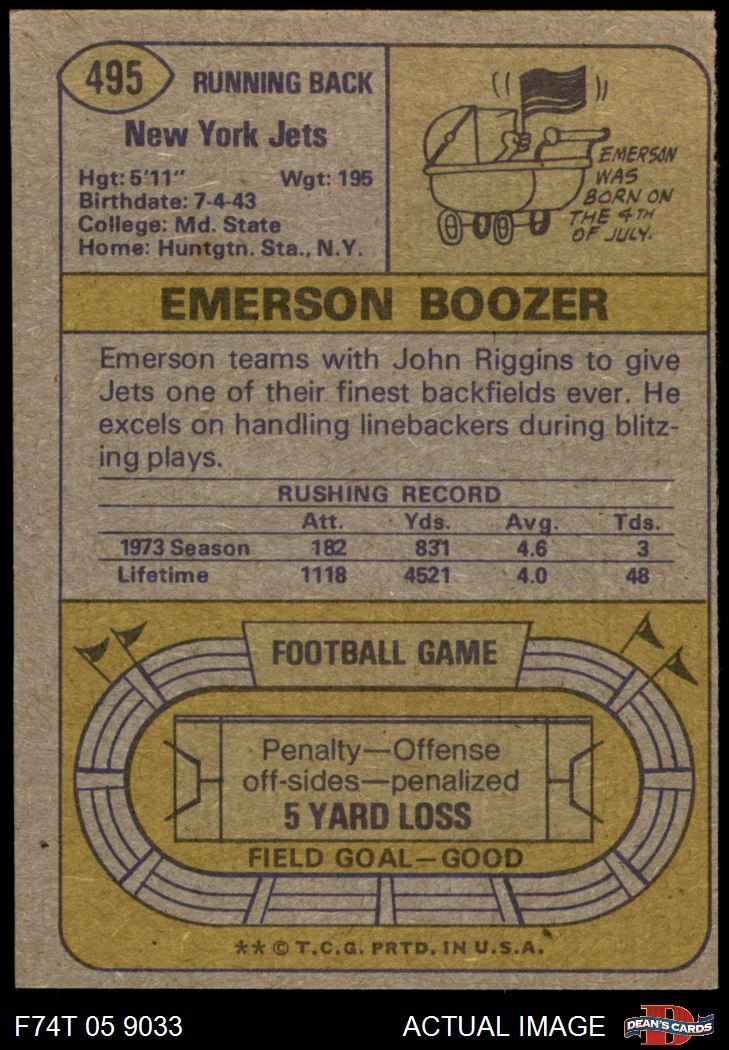 495 RUNNING BACK
New York Jets
Hgt: 5'11" Wgt: 195
Birthdate: 7-4-43
College: Md. State
Home: Huntgtn. Sta., N.Y.
EMERSON
WAS
BORN ON
THE 4TH
OF JULY.
EMERSON BOOZER
Emerson teams with John Riggins to give
Jets one of their finest backfields ever. He
excels on handling linebackers during blitz-
ing plays.
RUSHING RECORD
Att. Yds. Avg. Tds.
1973 Season 182 831 4.6 3
Lifetime 1118 4521 4.0 48
FOOTBALL GAME
Penalty—Offense
off-sides—penalized
5 YARD LOSS
FIELD GOAL—GOOD
** © T.C.G. PRTD. IN U.S.A.
F74T 05 9033 ACTUAL IMAGE
D
DEAN'S CARDS